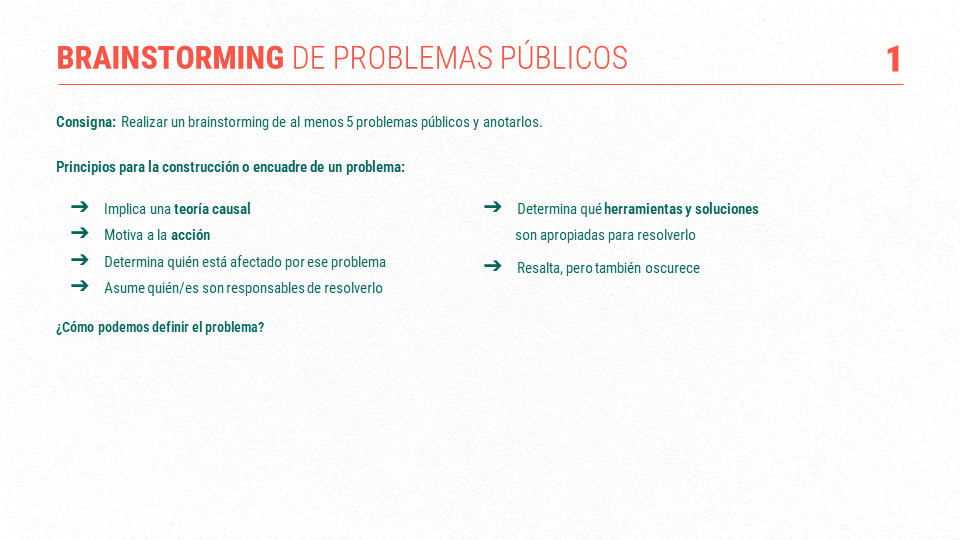 BRAINSTORMING DE PROBLEMAS PÚBLICOS
1
Consigna: Realizar un brainstorming de al menos 5 problemas públicos y anotarlos.
Principios para la construcción o encuadre de un problema:
➔ Implica una teoría causal
➔ Motiva a la acción
➔ Determina quién está afectado por ese problema
➔ Asume quién/es son responsables de resolverlo
➔ Determina qué herramientas y soluciones
son apropiadas para resolverlo
➔ Resalta, pero también oscurece
¿Cómo podemos definir el problema?